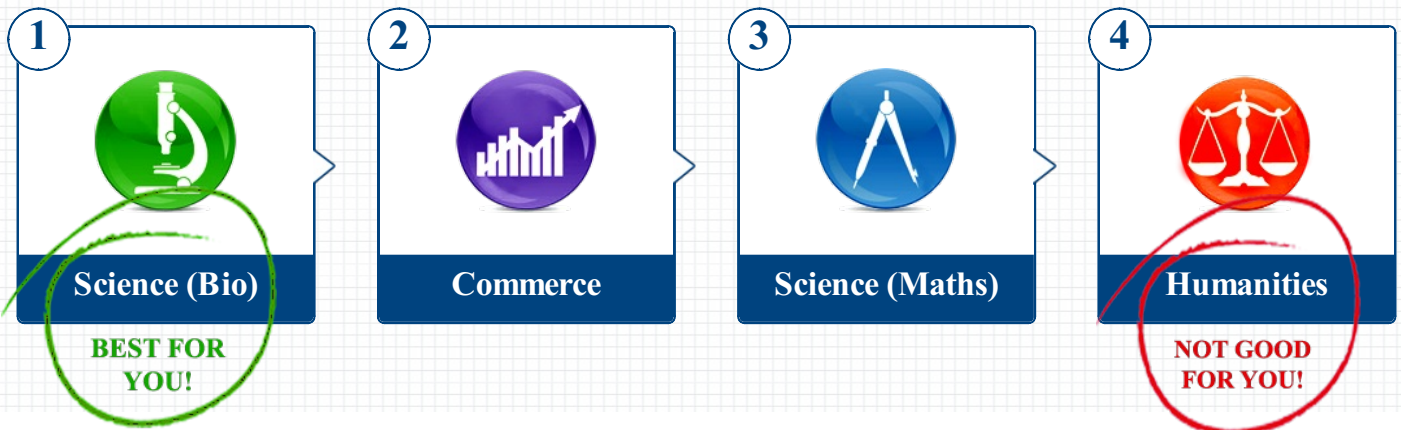 1
2
3
4
Science (Bio)
Commerce
Science (Maths)
Humanities
BEST FOR
YOU!
NOT GOOD
FOR YOU!